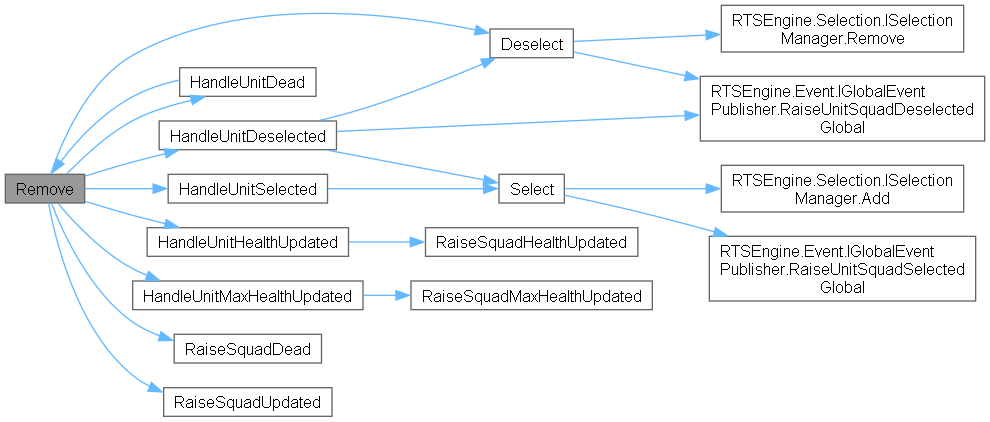 Remove
HandleUnitDead
HandleUnitDeselected
HandleUnitSelected
HandleUnitHealthUpdated
HandleUnitMaxHealthUpdated
RaiseSquadDead
RaiseSquadUpdated
Deselect
Select
RaiseSquadHealthUpdated
RaiseSquadMaxHealthUpdated
RTSEngine.Selection.ISelection
Manager.Remove
RTSEngine.Event.IGlobalEvent
Publisher.RaiseUnitSquadDeselected
Global
RTSEngine.Selection.ISelection
Manager.Add
RTSEngine.Event.IGlobalEvent
Publisher.RaiseUnitSquadSelected
Global